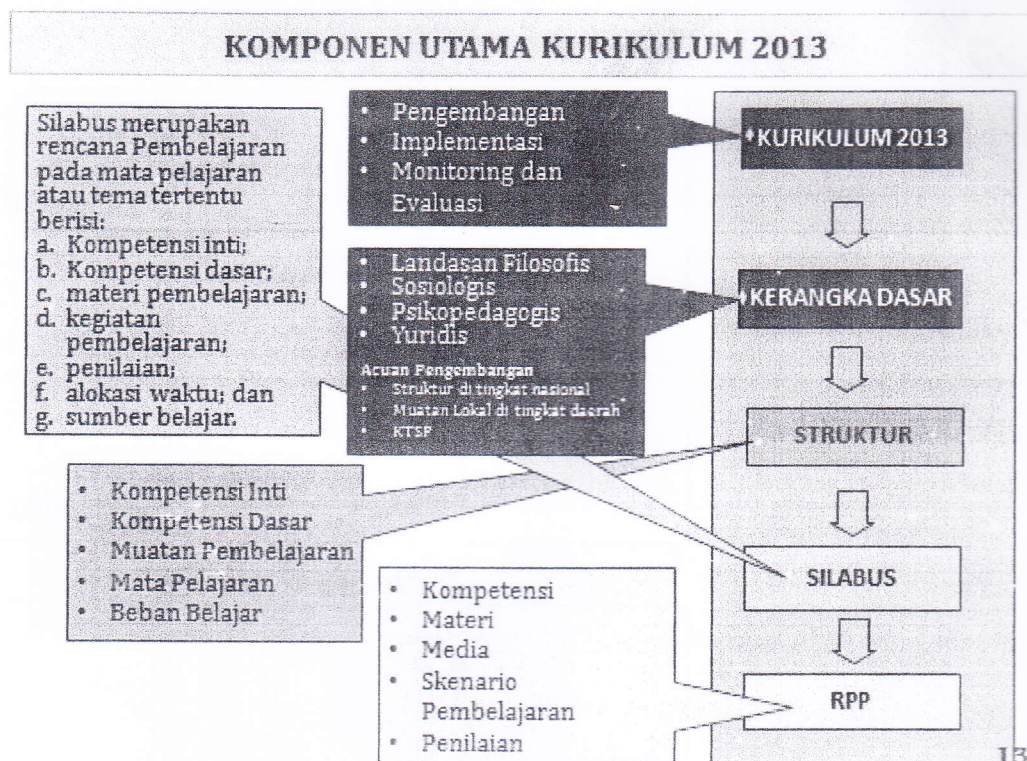 KOMPONEN UTAMA KURIKULUM 2013
Silabus merupakan
rencana Pembelajaran
pada mata pelajaran
atau tema tertentu
berisi:
a. Kompetensi inti;
b. Kompetensi dasar;
c. materi pembelajaran;
d. kegiatan
pembelajaran;
e. penilaian;
f. alokasi waktu; dan
g. sumber belajar.
• Pengembangan
• Implementasi
• Monitoring dan
Evaluasi
KURIKULUM 2013
• Landasan Filosofis
• Sosiologis
• Psikopedagogis
• Yuridis
Acuan Pengembangan
• Struktur di tingkat nasional
• Muatan Lokal di tingkat daerah
• KTSP
KERANGKA DASAR
STRUKTUR
• Kompetensi Inti
• Kompetensi Dasar
• Muatan Pembelajaran
• Mata Pelajaran
• Beban Belajar
SILABUS
• Kompetensi
• Materi
• Media
• Skenario
Pembelajaran
• Penilaian
RPP
13